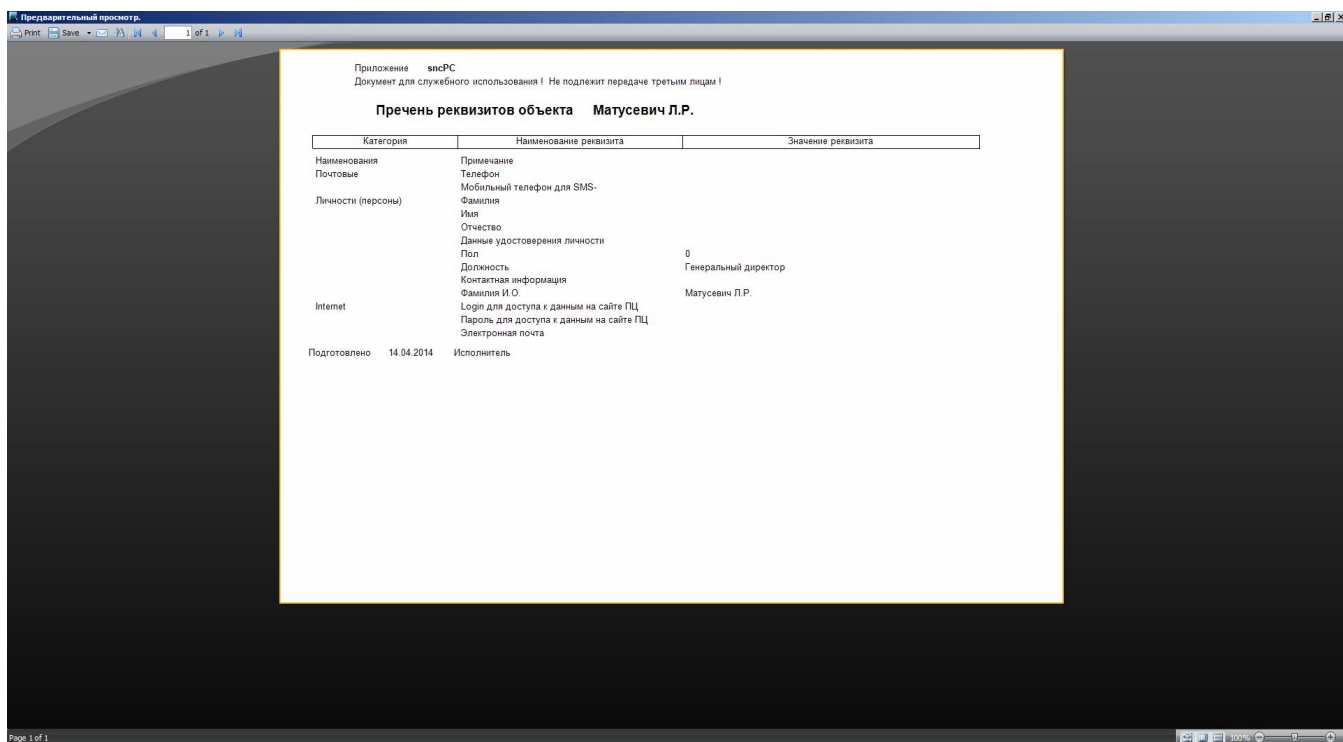 Предварительный просмотр.
Print Save 1 of 1
Приложение sncPC
Документ для служебного использования ! Не подлежит передаче третьим лицам !
Пречень реквизитов объекта Матусевич Л.Р.
Категория Наименование реквизита Значение реквизита
Наименования Примечание
Почтовые Телефон
Мобильный телефон для SMS-
Личности (персоны) Фамилия
Имя
Отчество
Данные удостоверения личности
Пол 0
Должность Генеральный директор
Контактная информация
Фамилия И.О. Матусевич Л.Р.
Internet Login для доступа к данным на сайте ПЦ
Пароль для доступа к данным на сайте ПЦ
Электронная почта
Подготовлено 14.04.2014 Исполнитель
Page 1 of 1 100%